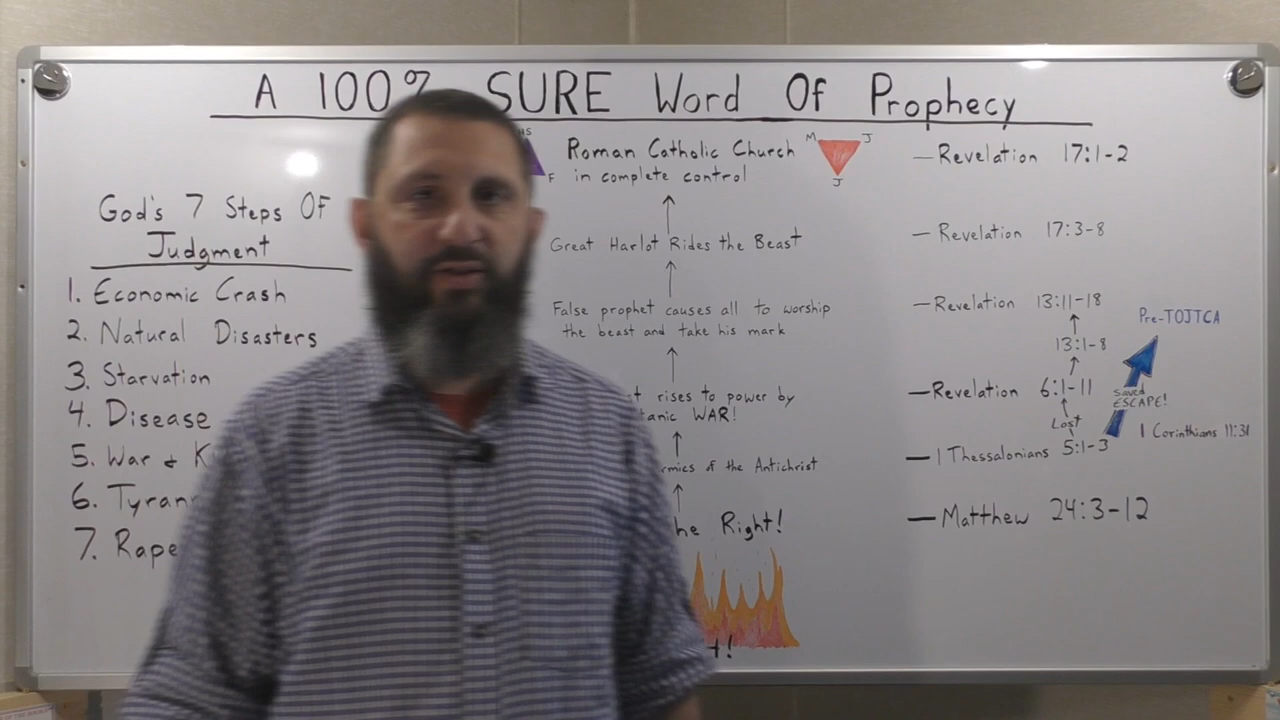 A 100% SURE Word Of Prophecy
God's 7 Steps OF
Judgment
1. Economic Crash
2. Natural Disasters
3. Starvation
4. Disease
5. War &
6.
7. Rape
F
Roman Catholic Church
in complete control
M J
J
Great Harlot Rides the Beast
False prophet causes all to worship
the beast and take his mark
rises to power by
WAR!
of the Antichrist
Right!
— Revelation 17:1-2
— Revelation 17:3-8
— Revelation 13:11-18
13:1-8
— Revelation 6:1-11
Lost
— 1 Thessalonians 5:1-3
— Matthew 24:3-12
Pre-TOJTCA
Saved
ESCAPE!
1 Corinthians 11:31